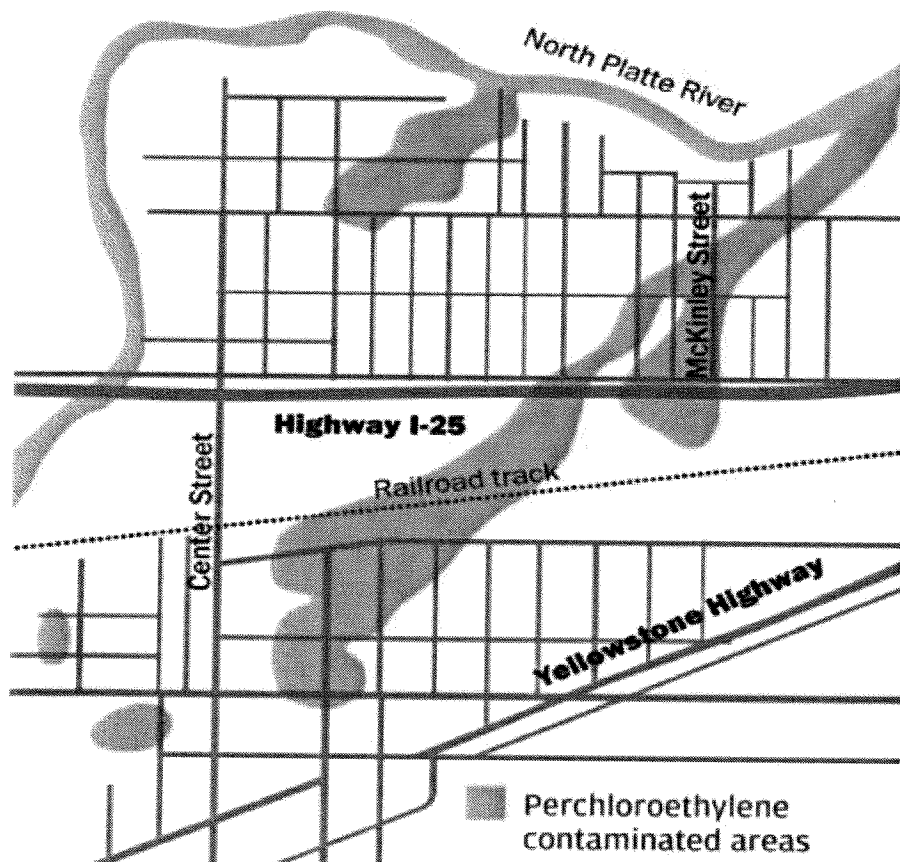 North Platte River
McKinley Street
Highway I-25
Center Street
Railroad track
Yellowstone Highway
Perchloroethylene
contaminated areas